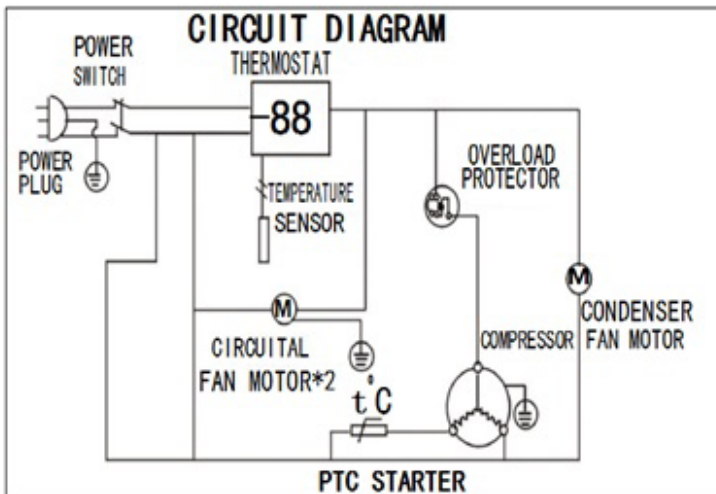 CIRCUIT DIAGRAM
POWER
SWITCH
THERMOSTAT
-88
POWER
PLUG
TEMPERATURE
SENSOR
OVERLOAD
PROTECTOR
M
M
CIRCUITAL
FAN MOTOR*2
COMPRESSOR
CONDENSER
FAN MOTOR
t°C
PTC STARTER